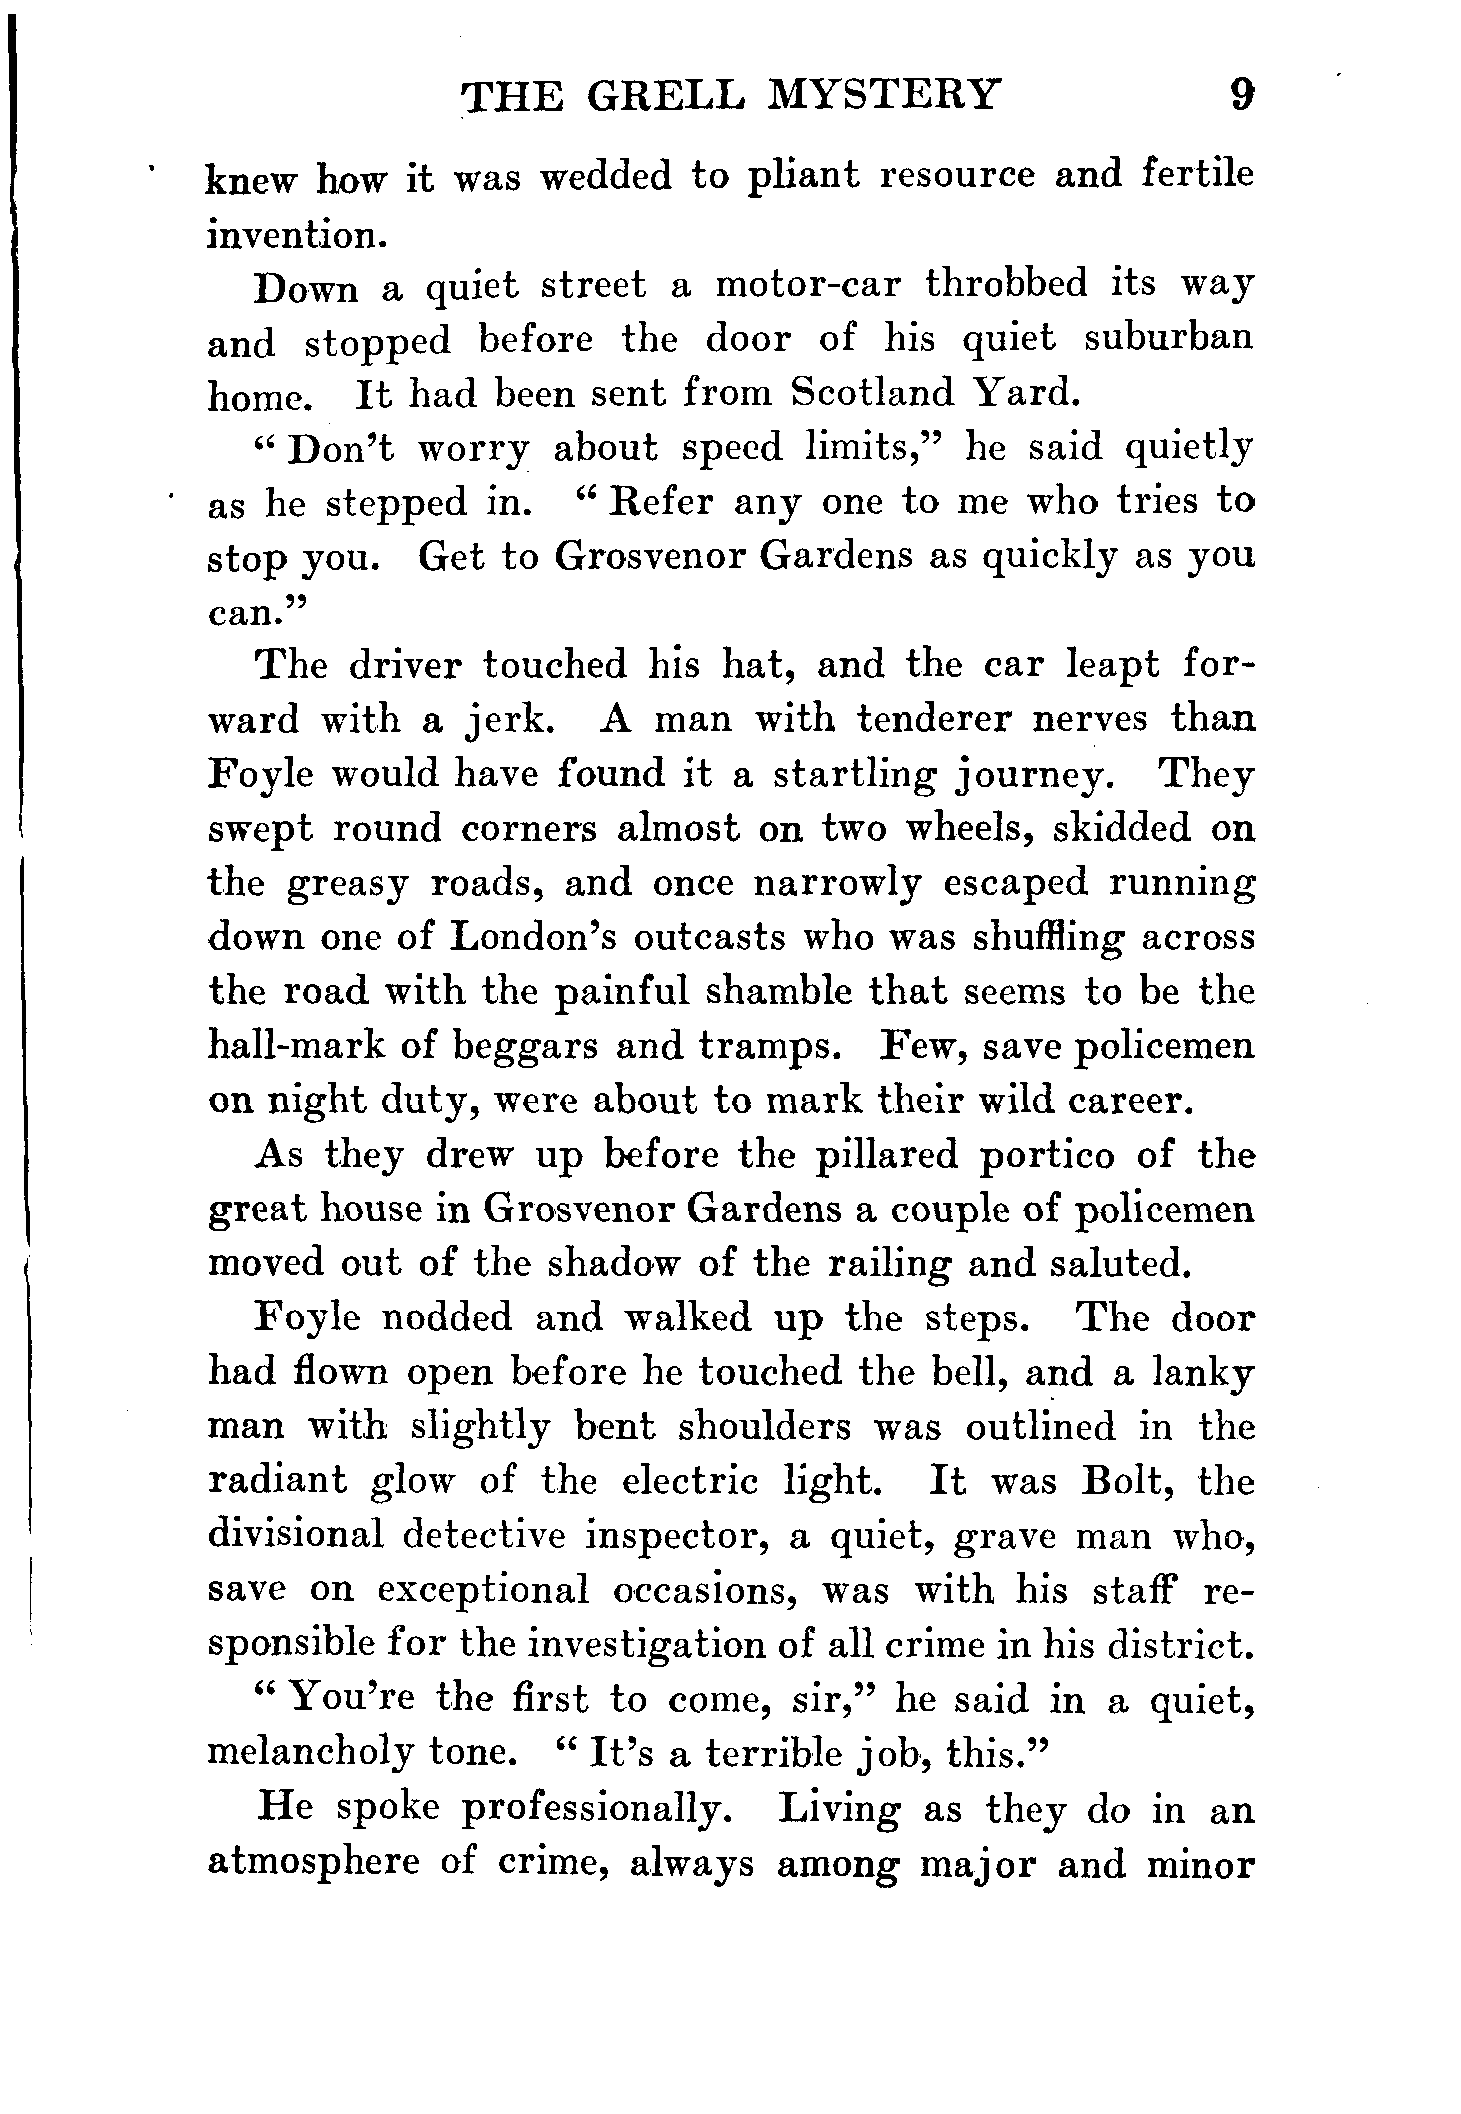 THE GRELL MYSTERY 9
knew how it was wedded to pliant resource and fertile
invention.
Down a quiet street a motor-car throbbed its way
and stopped before the door of his quiet suburban
home. It had been sent from Scotland Yard.
“ Don’t worry about speed limits,” he said quietly
as he stepped in. “ Refer any one to me who tries to
stop you. Get to Grosvenor Gardens as quickly as you
can.”
The driver touched his hat, and the car leapt for-
ward with a jerk. A man with tenderer nerves than
Foyle would have found it a startling journey. They
swept round corners almost on two wheels, skidded on
the greasy roads, and once narrowly escaped running
down one of London’s outcasts who was shuffling across
the road with the painful shamble that seems to be the
hall-mark of beggars and tramps. Few, save policemen
on night duty, were about to mark their wild career.
As they drew up before the pillared portico of the
great house in Grosvenor Gardens a couple of policemen
moved out of the shadow of the railing and saluted.
Foyle nodded and walked up the steps. The door
had flown open before he touched the bell, and a lanky
man with slightly bent shoulders was outlined in the
radiant glow of the electric light. It was Bolt, the
divisional detective inspector, a quiet, grave man who,
save on exceptional occasions, was with his staff re-
sponsible for the investigation of all crime in his district.
“ You’re the first to come, sir,” he said in a quiet,
melancholy tone. “ It’s a terrible job, this.”
He spoke professionally. Living as they do in an
atmosphere of crime, always among major and minor